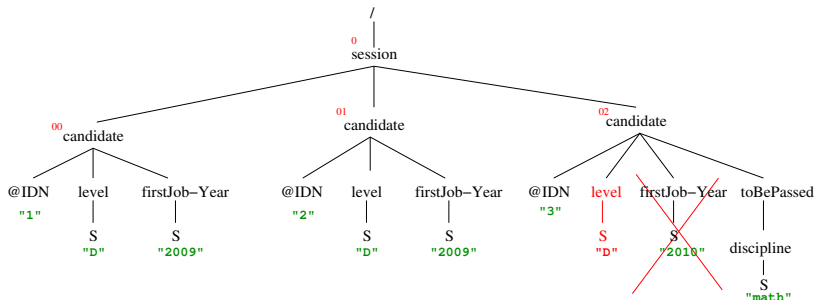 /
0
session
00 candidate 01 candidate 02 candidate
@IDN level firstJob–Year @IDN level firstJob–Year @IDN level firstJob–Year toBePassed
"1" "2" "3"
S S S S S S discipline
"D" "2009" "D" "2009" "D" "2010"
S
"math"